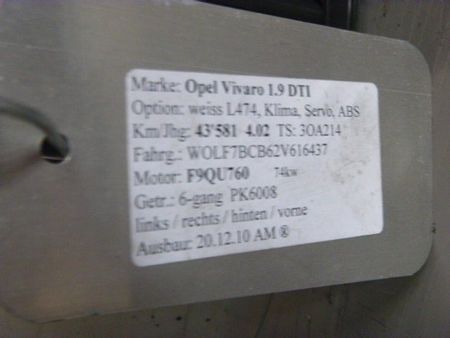 Marke: Opel Vivaro 1.9 DTI
Option: weiss L474, Klima, Servo, ABS
Km/Jhg: 43'581 4.02 TS: 3OA214
Fahrg.: WOLF7BCB62V616437
Motor: F9QU760 74kw
Getr.: 6-gang PK6008
links / rechts / hinten / vorne
Ausbau: 20.12.10 AM ®